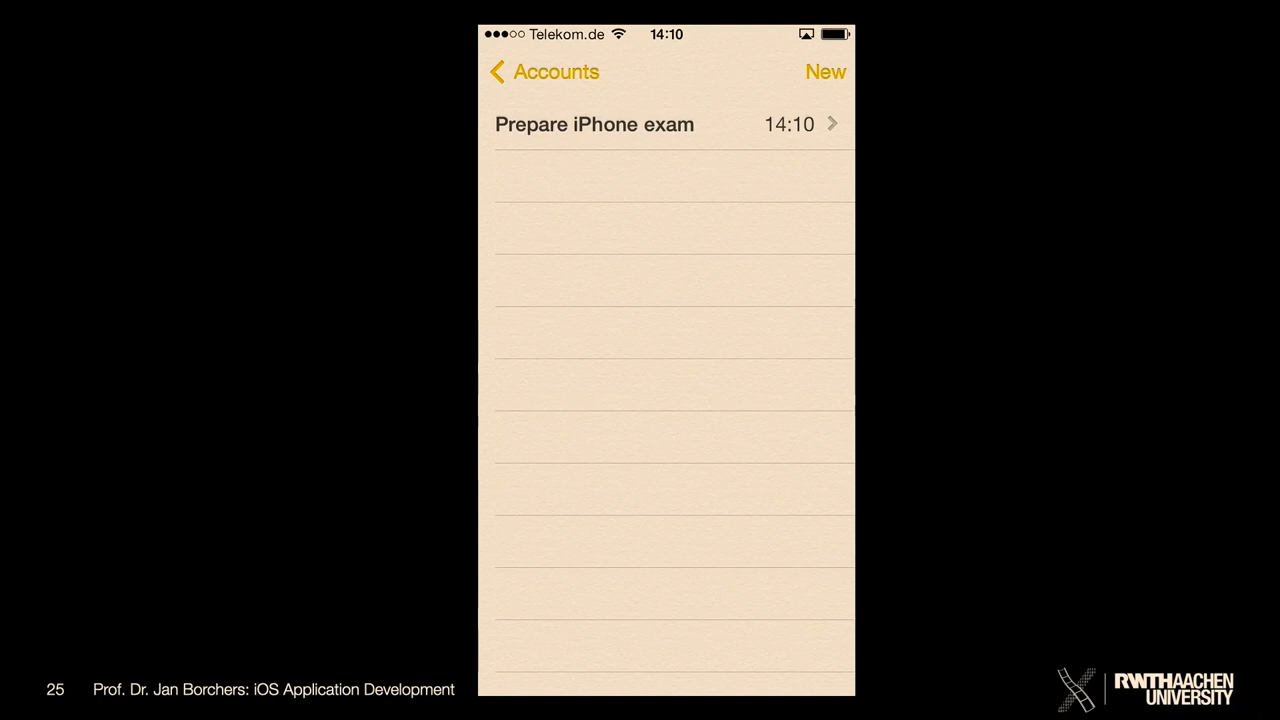 Telekom.de 14:10
Accounts New
Prepare iPhone exam 14:10
25 Prof. Dr. Jan Borchers: iOS Application Development
RWTHAACHEN
UNIVERSITY